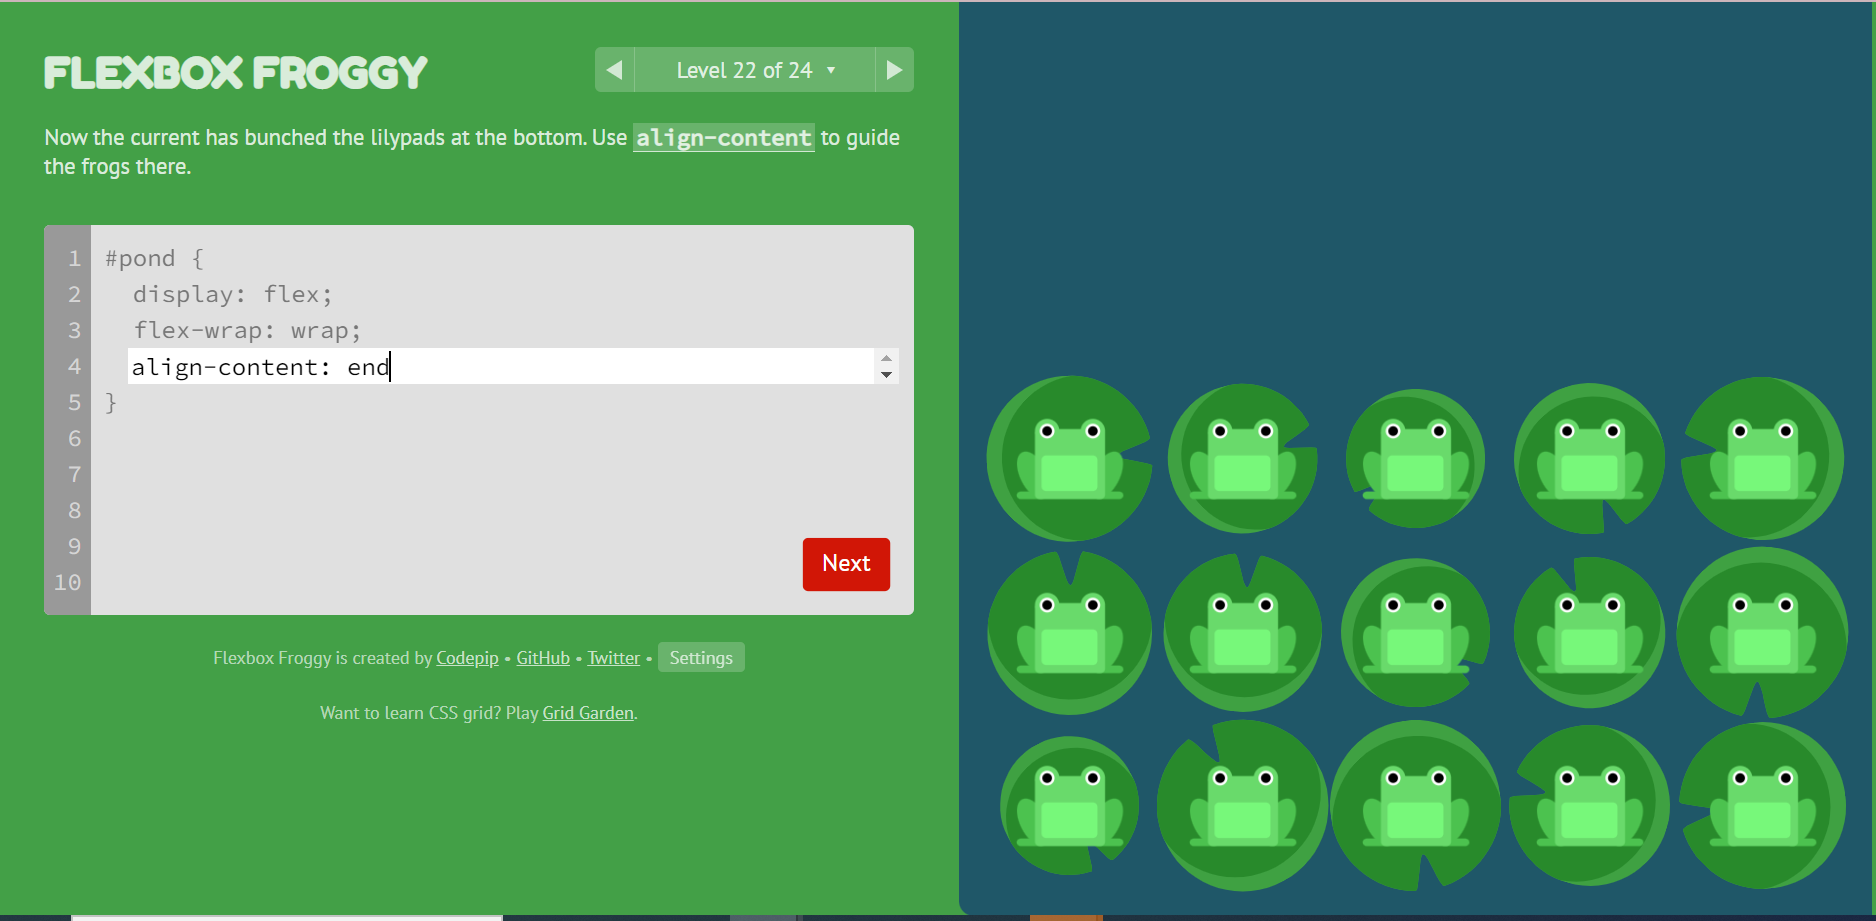 FLEXBOX FROGGY
Level 22 of 24
Now the current has bunched the lilypads at the bottom. Use align-content to guide
the frogs there.
1 #pond {
2 display: flex;
3 flex-wrap: wrap;
4 align-content: end
5 }
6
7
8
9
10
Next
Flexbox Froggy is created by Codepip • GitHub • Twitter • Settings
Want to learn CSS grid? Play Grid Garden.